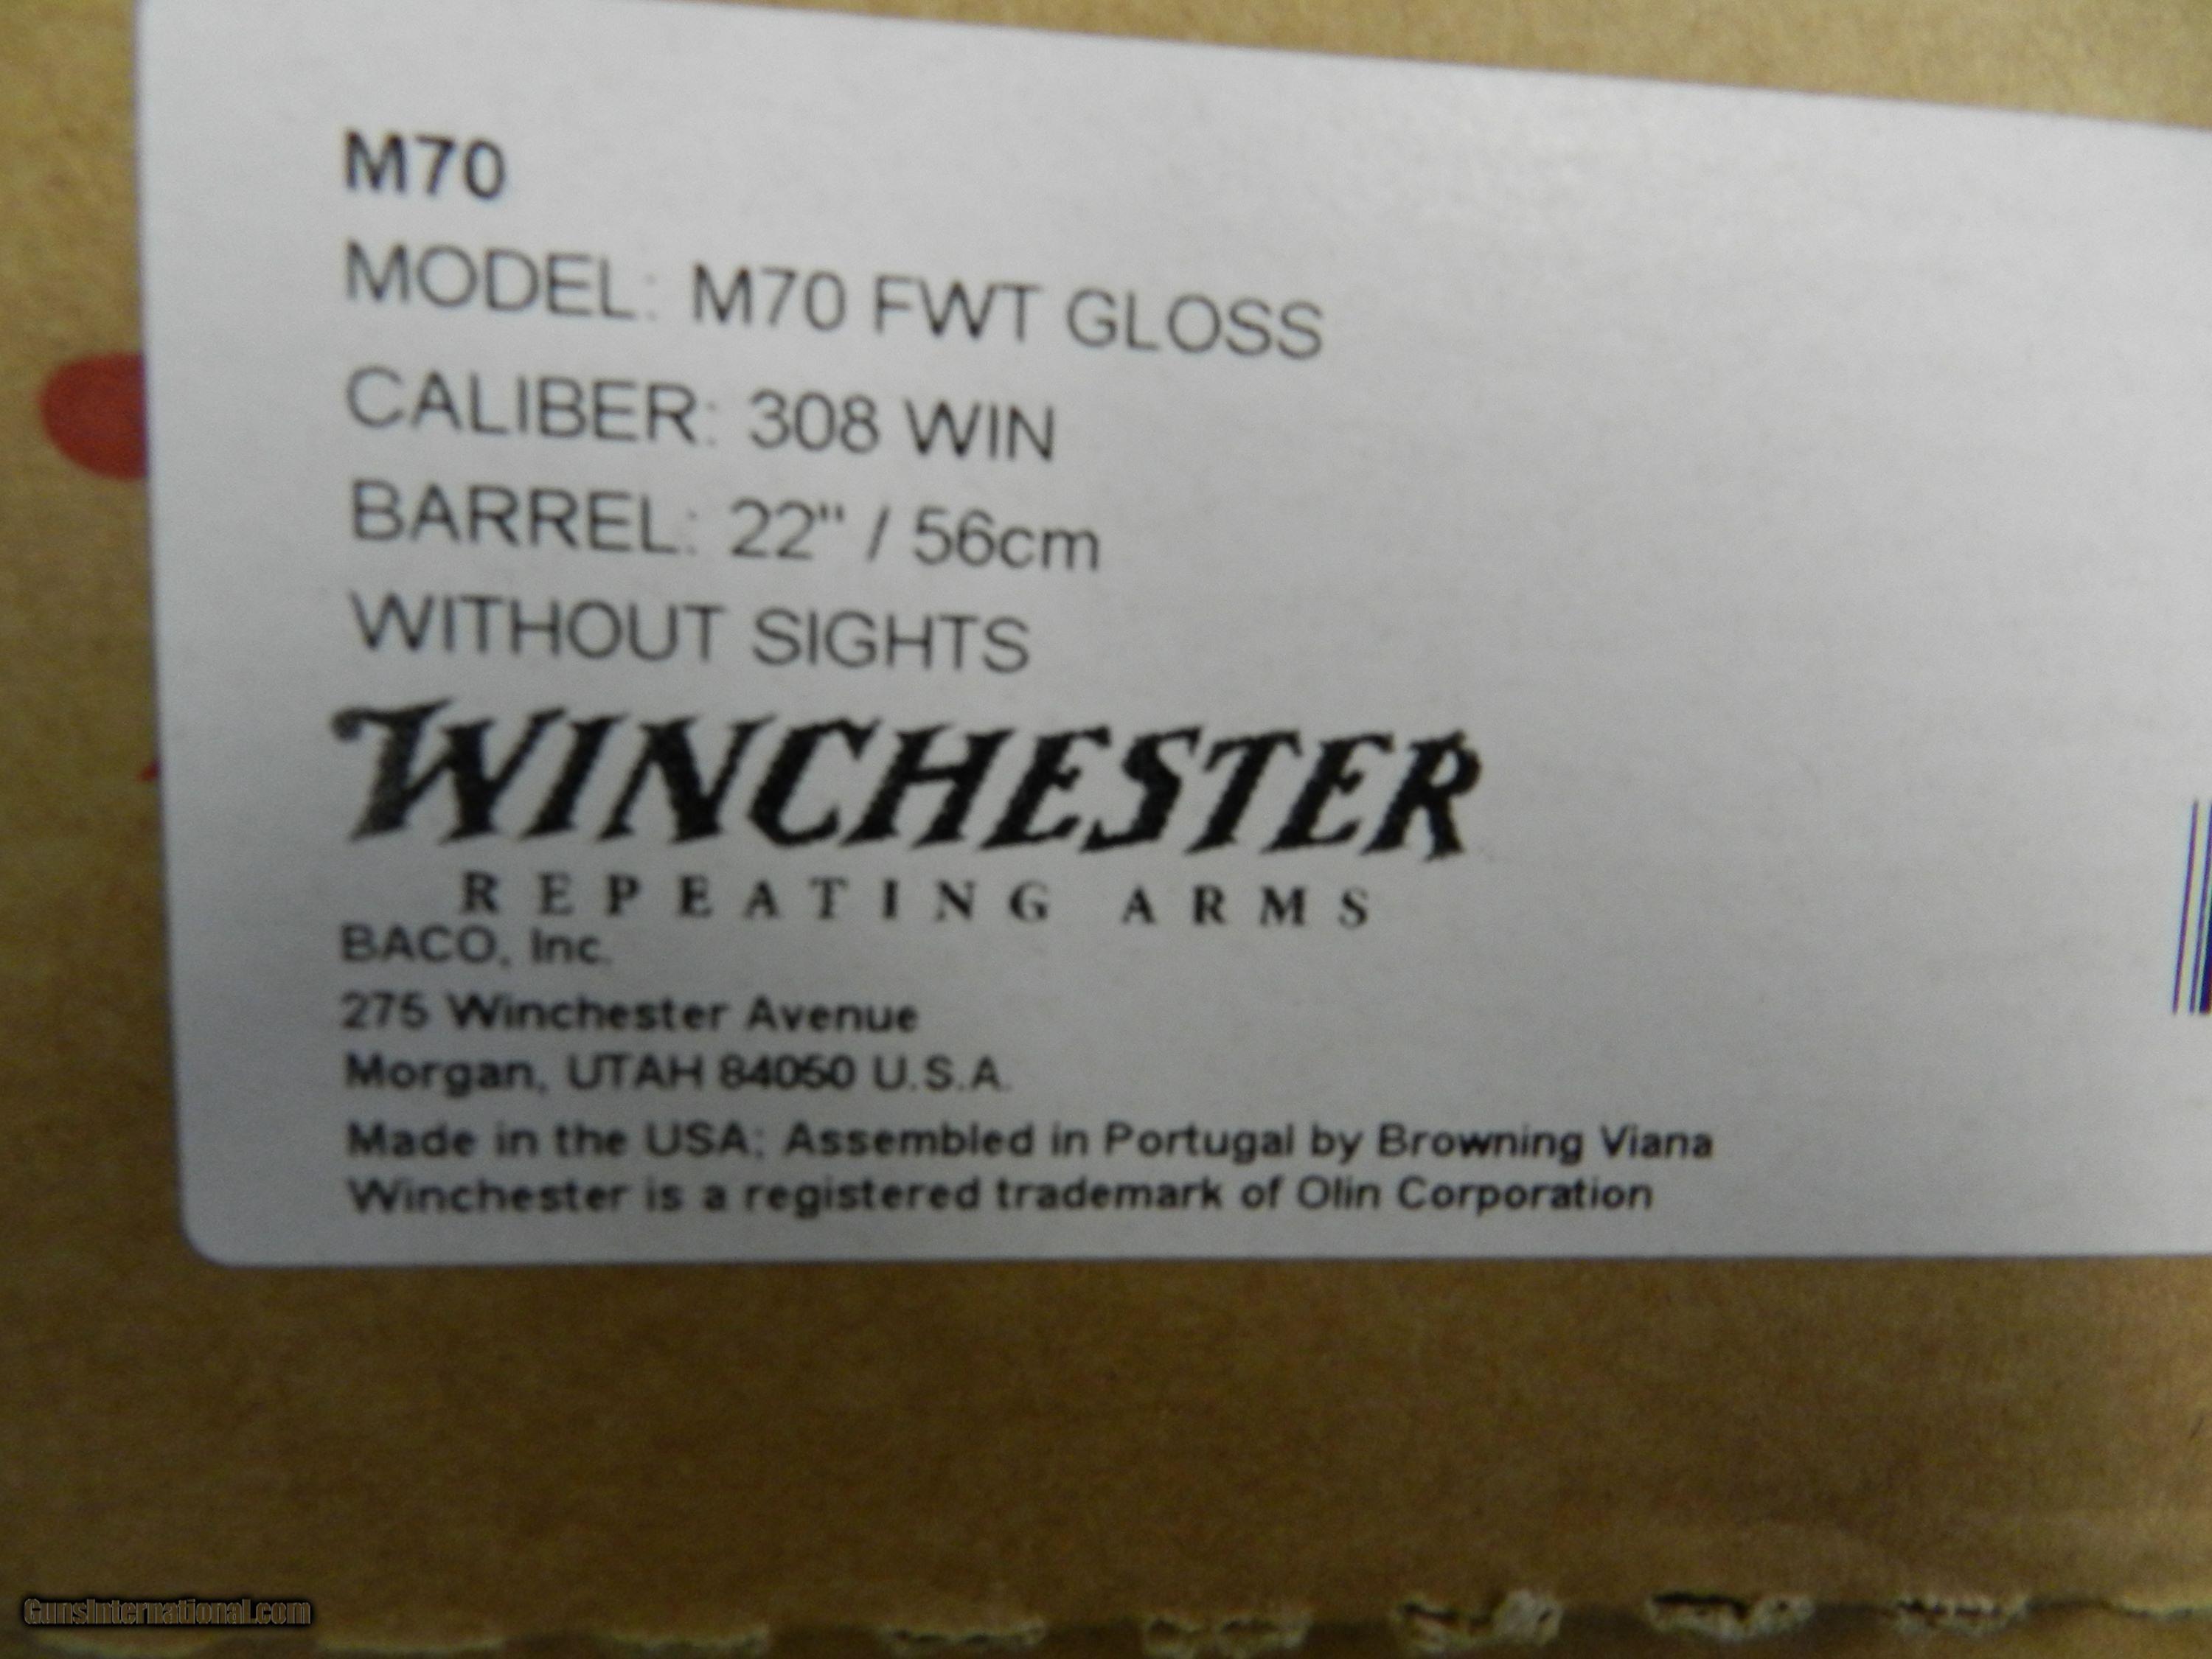 M70
MODEL: M70 FWT GLOSS
CALIBER: 308 WIN
BARREL: 22" / 56cm
WITHOUT SIGHTS
WINCHESTER
REPEATING ARMS
BACO, Inc.
275 Winchester Avenue
Morgan, UTAH 84050 U.S.A.
Made in the USA; Assembled in Portugal by Browning Viana
Winchester is a registered trademark of Olin Corporation
GunsInternational.com